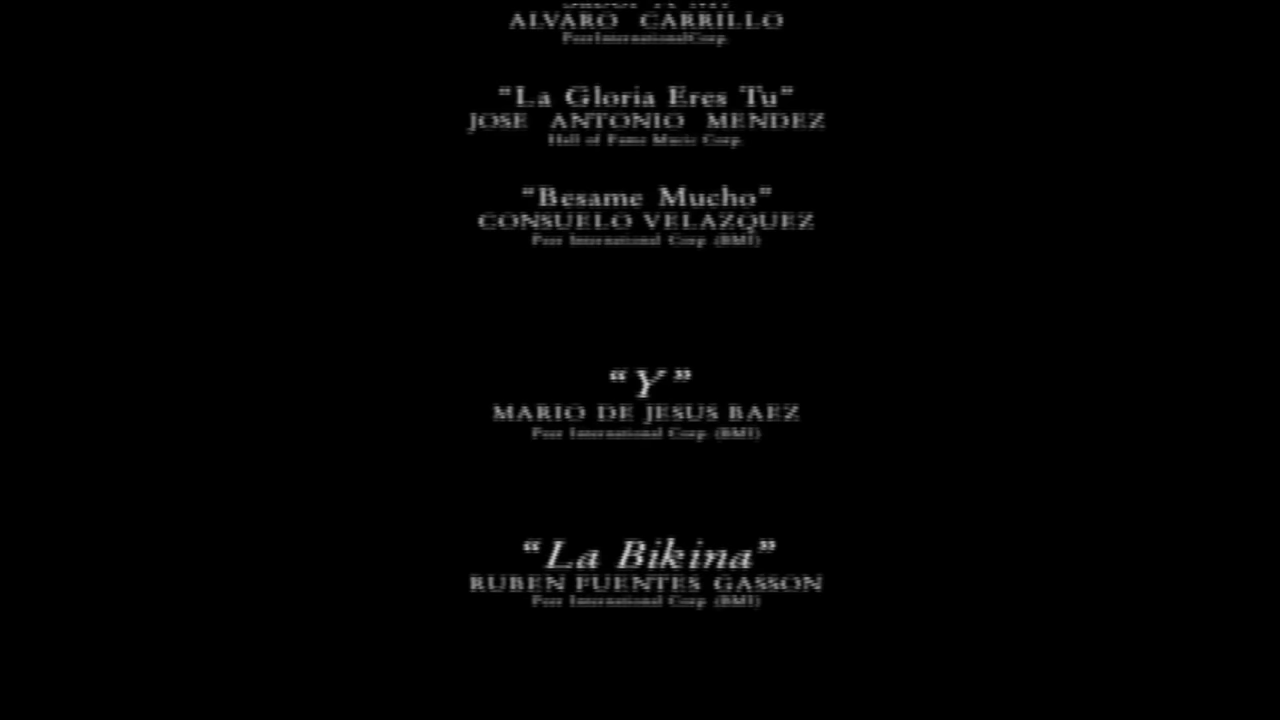 ALVARO CARRILLO
PeerInternationalCorp.
"La Gloria Eres Tu"
JOSE ANTONIO MENDEZ
Hall of Fame Music Corp.
"Besame Mucho"
CONSUELO VELAZQUEZ
Peer International Corp. (BMI)
“Y”
MARIO DE JESUS BAEZ
Peer International Corp. (BMI)
“La Bikina”
RUBEN FUENTES GASSON
Peer International Corp. (BMI)